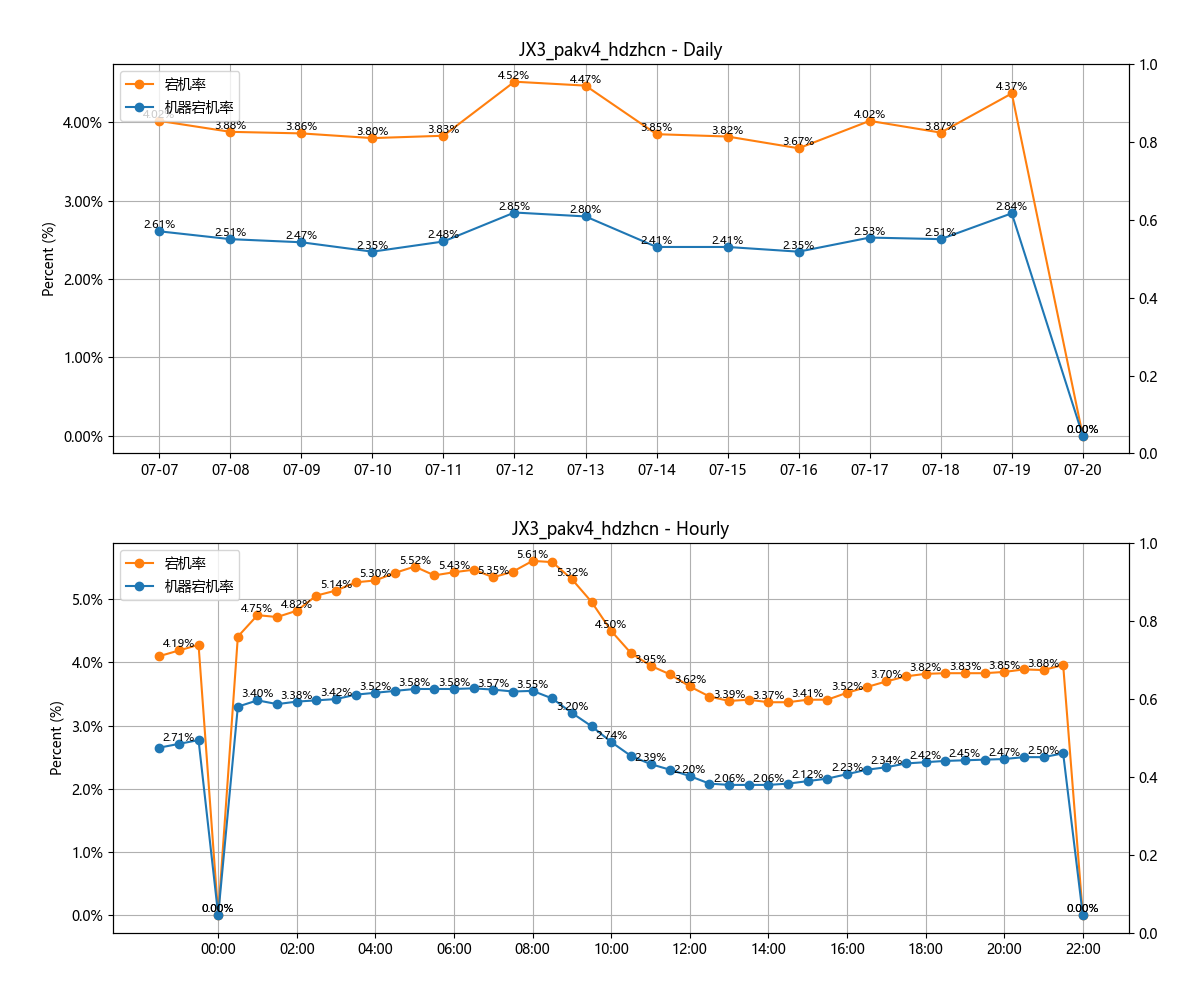 JX3_pakv4_hdzhcn - Daily
宕机率
机器宕机率
Percent (%)
4.00%
3.00%
2.00%
1.00%
0.00%
1.0
0.8
0.6
0.4
0.2
0.0
4.02% 3.88% 3.86% 3.80% 3.83% 4.52% 4.47% 3.85% 3.82% 3.67% 4.02% 3.87% 4.37% 0.00%
2.61% 2.51% 2.47% 2.35% 2.48% 2.85% 2.80% 2.41% 2.41% 2.35% 2.53% 2.51% 2.84% 0.00%
07-07 07-08 07-09 07-10 07-11 07-12 07-13 07-14 07-15 07-16 07-17 07-18 07-19 07-20
JX3_pakv4_hdzhcn - Hourly
宕机率
机器宕机率
Percent (%)
5.0%
4.0%
3.0%
2.0%
1.0%
0.0%
1.0
0.8
0.6
0.4
0.2
0.0
4.19% 0.00% 4.75% 4.82% 5.14% 5.30% 5.52% 5.43% 5.35% 5.61% 5.32% 4.50% 3.95% 3.62% 3.39% 3.37% 3.41% 3.52% 3.70% 3.82% 3.83% 3.85% 3.88% 0.00%
2.71% 0.00% 3.40% 3.38% 3.42% 3.52% 3.58% 3.58% 3.57% 3.55% 3.20% 2.74% 2.39% 2.20% 2.06% 2.06% 2.12% 2.23% 2.34% 2.42% 2.45% 2.47% 2.50% 0.00%
00:00 02:00 04:00 06:00 08:00 10:00 12:00 14:00 16:00 18:00 20:00 22:00